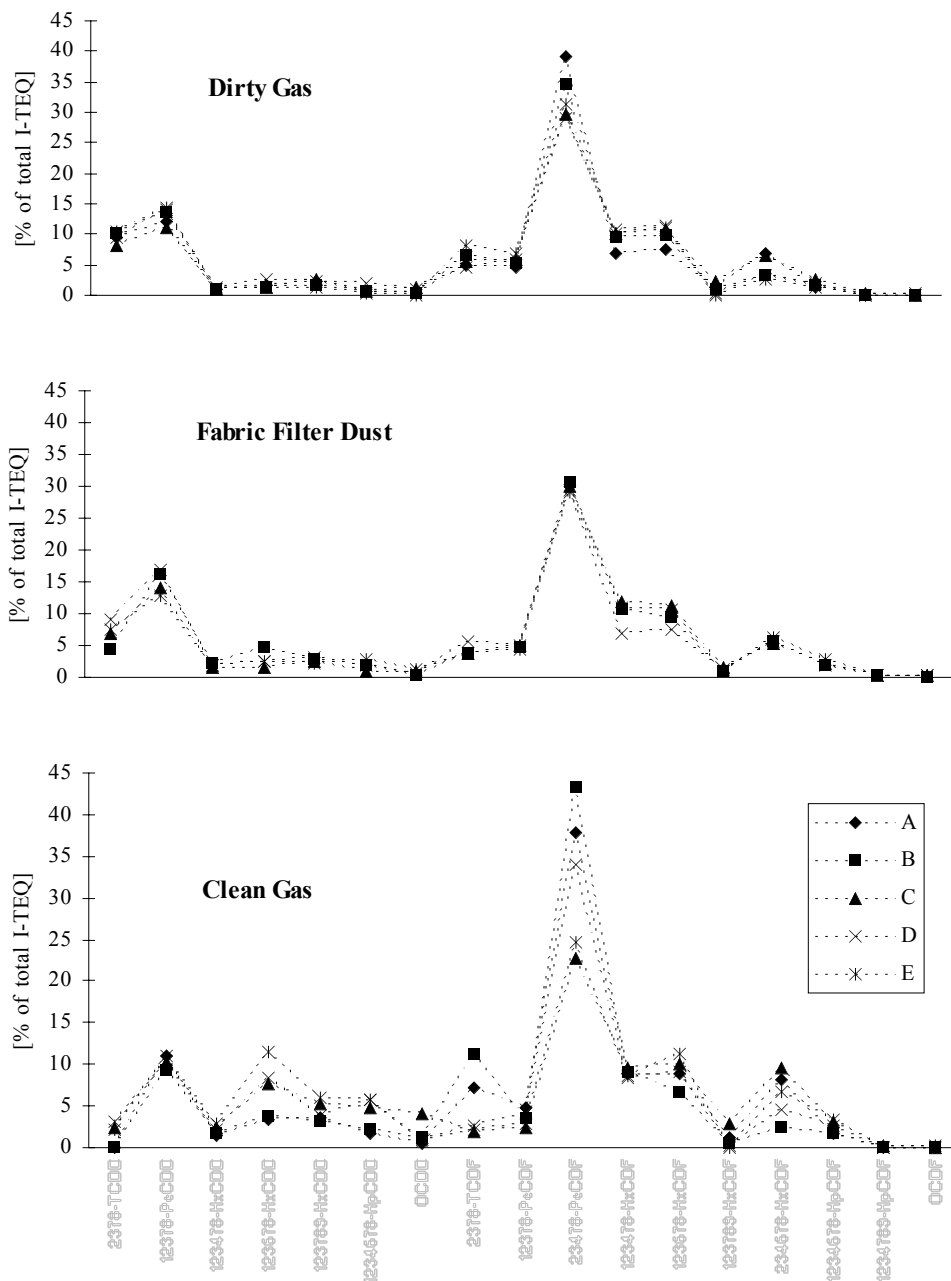 45
40
35
30
25
20
15
10
5
0
[% of total I-TEQ]
Dirty Gas
45
40
35
30
25
20
15
10
5
0
[% of total I-TEQ]
Fabric Filter Dust
45
40
35
30
25
20
15
10
5
0
[% of total I-TEQ]
Clean Gas
A
B
C
D
E
2378-TCDD
12378-P4CDD
123478-HxCDD
123678-HxCDD
123789-HxCDD
1234678-HpCDD
OCDD
2378-TCDF
12378-P4CDF
23478-P4CDF
123478-HxCDF
123678-HxCDF
123789-HxCDF
234678-HxCDF
1234678-HpCDF
1234789-HpCDF
OCDF